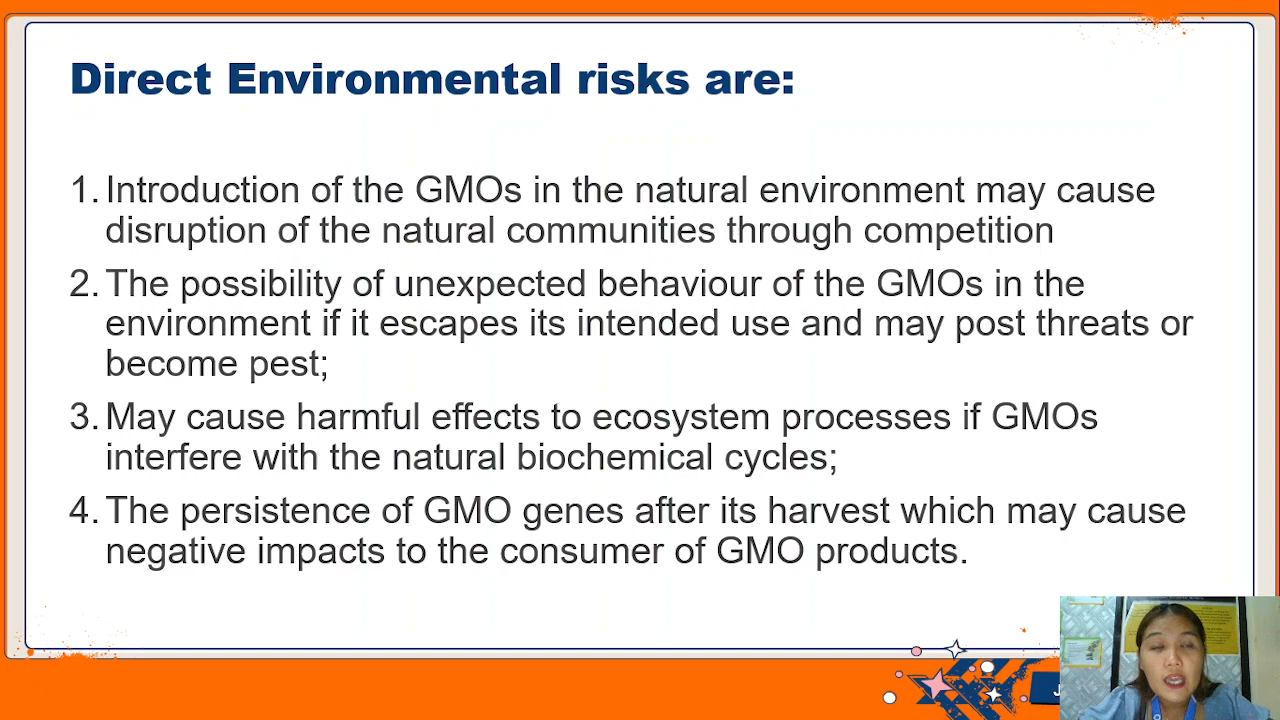 Direct Environmental risks are:
1. Introduction of the GMOs in the natural environment may cause
disruption of the natural communities through competition
2. The possibility of unexpected behaviour of the GMOs in the
environment if it escapes its intended use and may post threats or
become pest;
3. May cause harmful effects to ecosystem processes if GMOs
interfere with the natural biochemical cycles;
4. The persistence of GMO genes after its harvest which may cause
negative impacts to the consumer of GMO products.